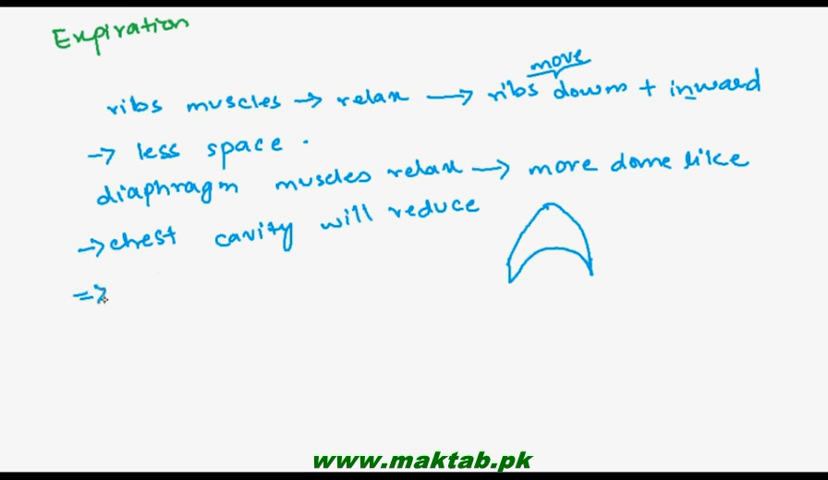 Expiration
move
ribs muscles → relax → ribs down + inward
→ less space.
diaphragm muscles relax → more dome like
→ chest cavity will reduce
=>
www.maktab.pk